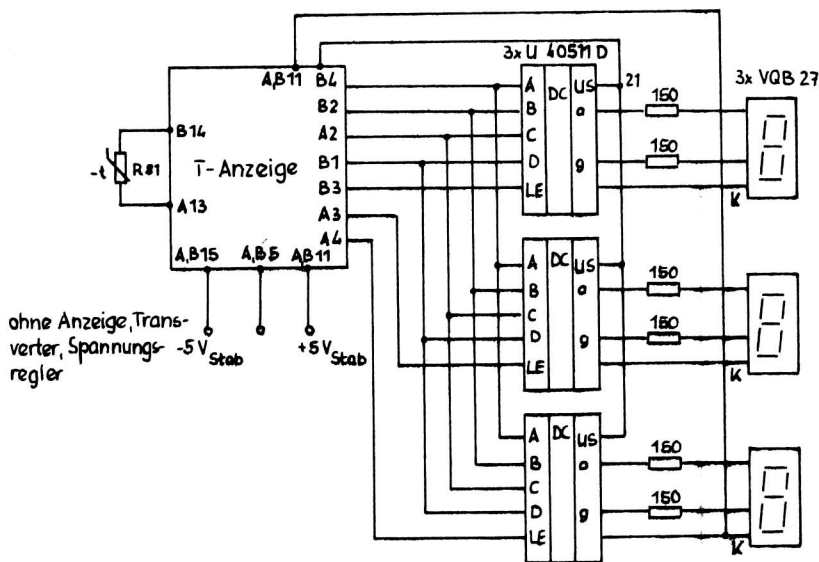 3x U 40511 D
3x VQB 27
A,B11
B4
B2
A2
B1
B3
A3
A4
B14
A13
T-Anzeige
-t
R81
A,B15
A,B5
A,B11
ohne Anzeige, Trans-
verter, Spannungs-
regler
-5 V Stab
+5 V Stab
A
B
C
D
LE
DC
US
a
g
21
150
150
K
A
B
C
D
LE
DC
US
a
g
150
150
K
A
B
C
D
LE
DC
US
a
g
150
150
K